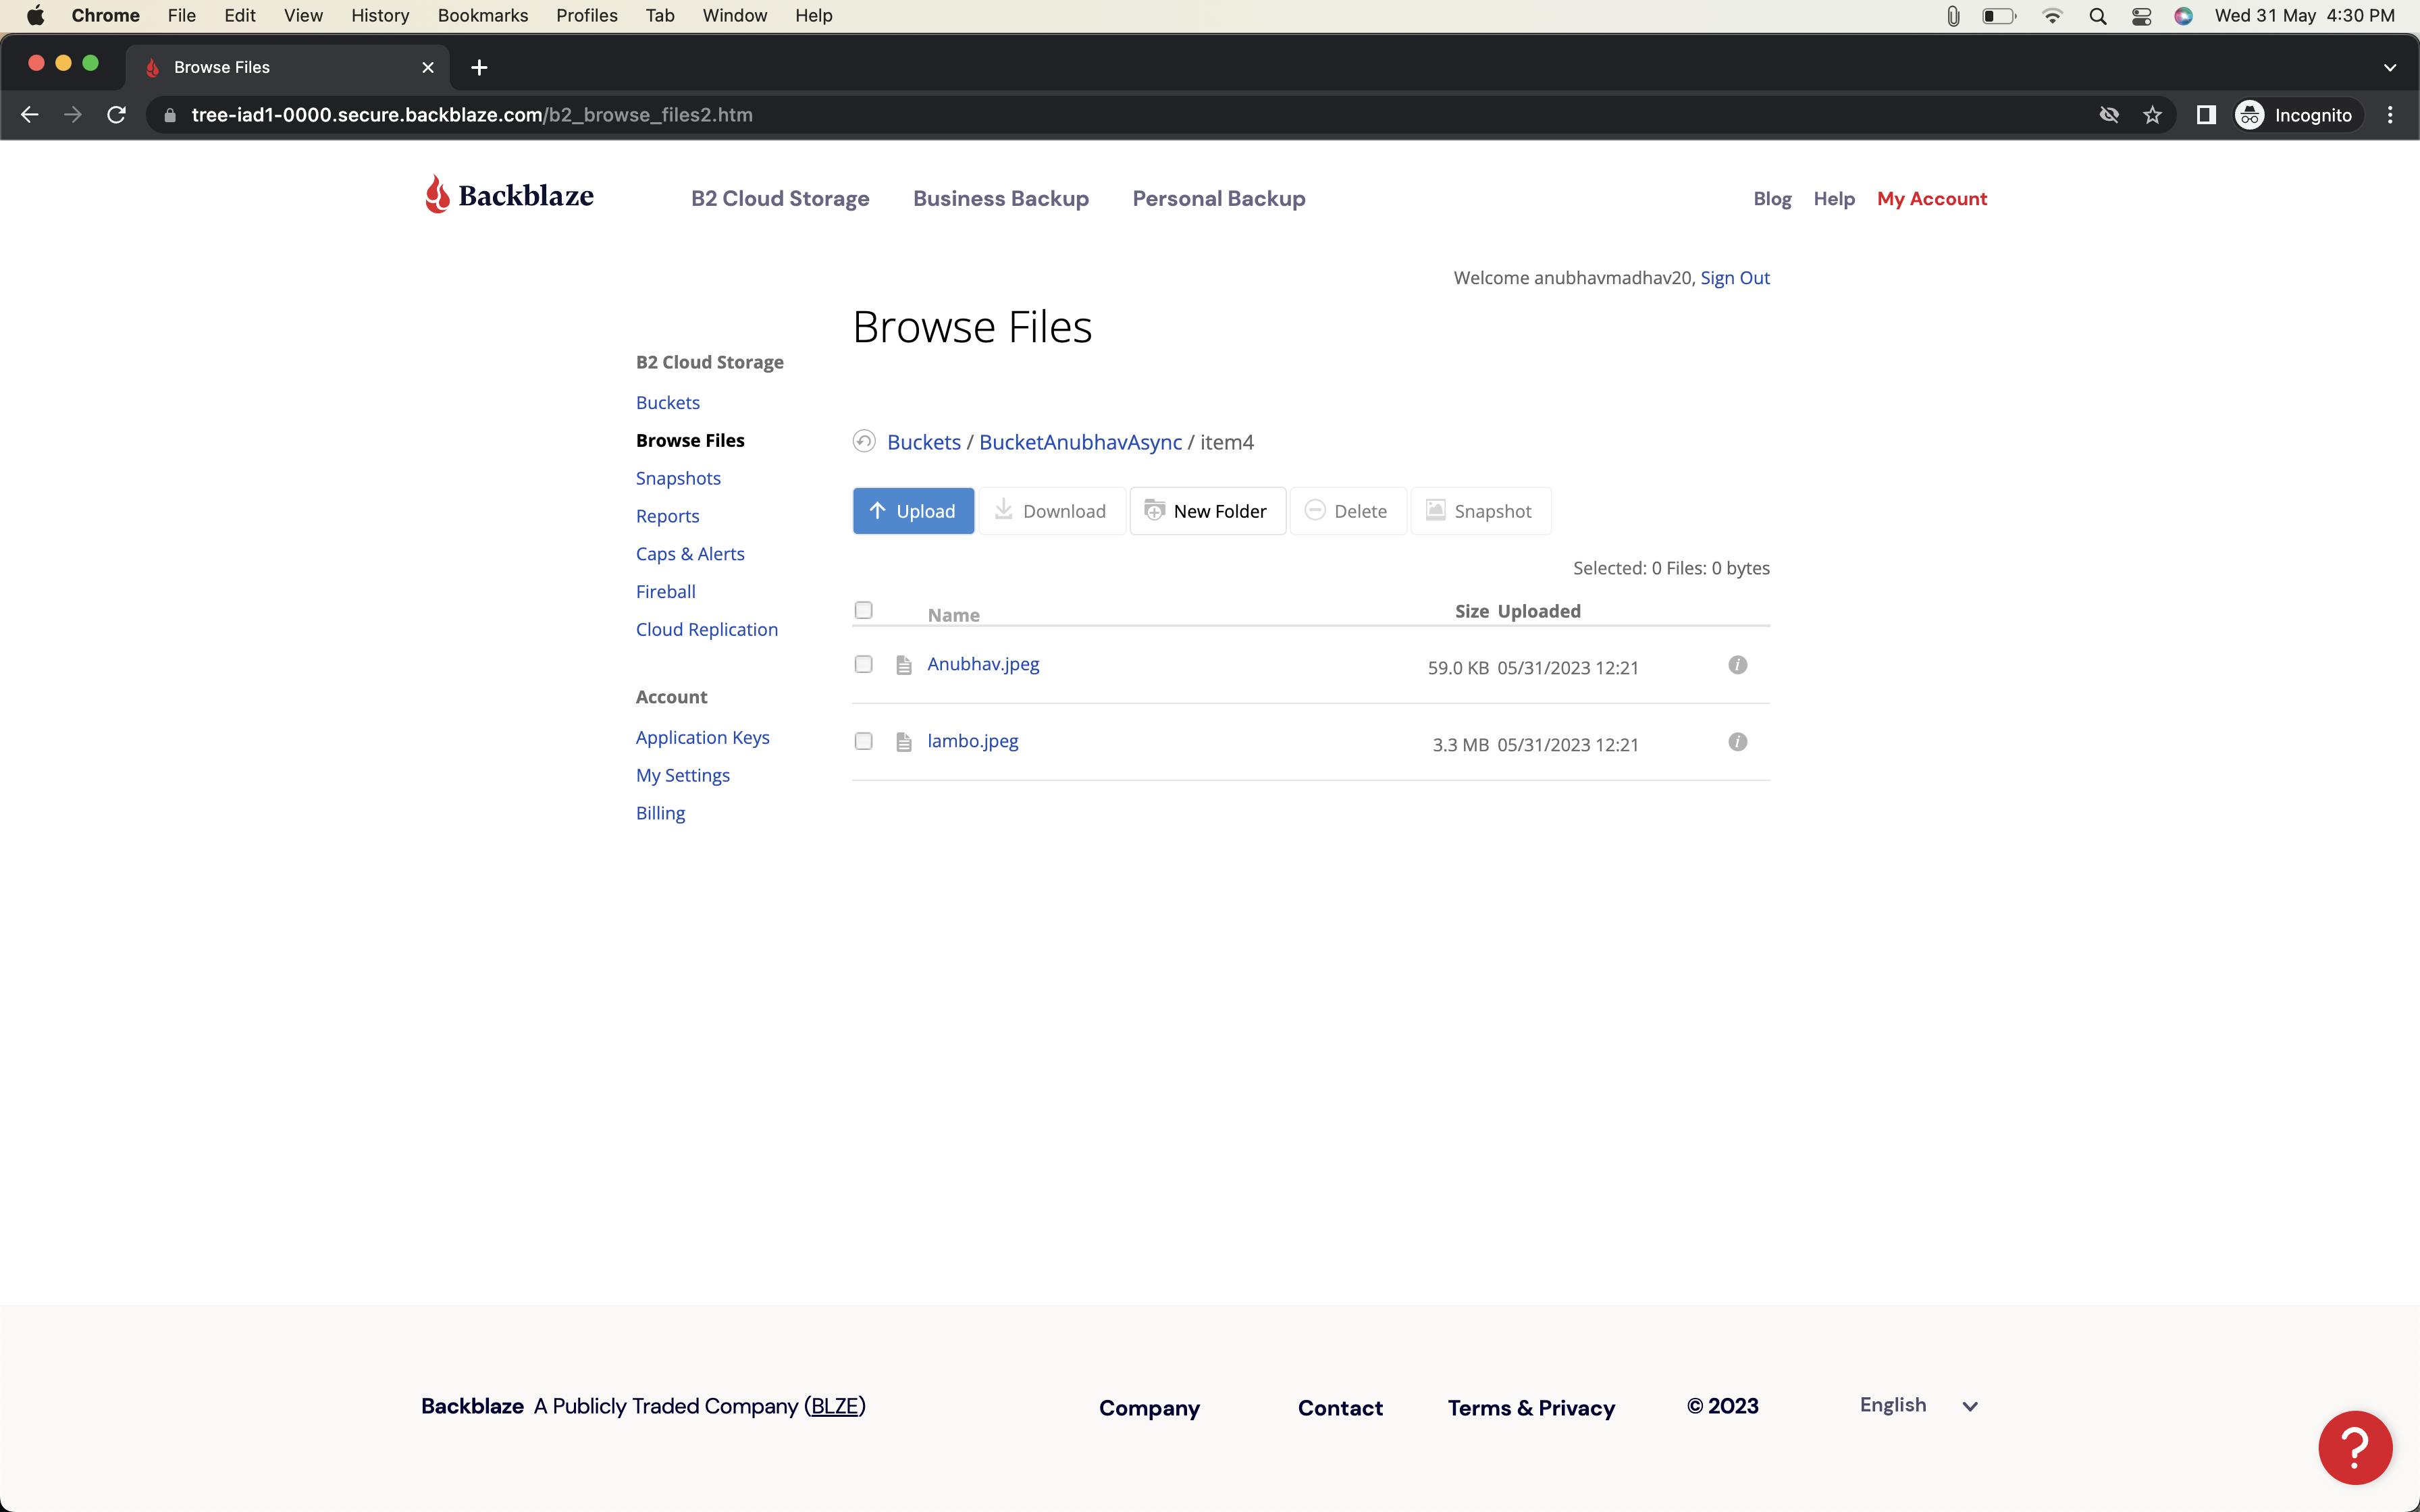 Chrome File Edit View History Bookmarks Profiles Tab Window Help Wed 31 May 4:30 PM
Browse Files
tree-iad1-0000.secure.backblaze.com/b2_browse_files2.htm Incognito
Backblaze B2 Cloud Storage Business Backup Personal Backup Blog Help My Account
Welcome anubhavmadhav20, Sign Out
Browse Files
B2 Cloud Storage
Buckets
Browse Files
Snapshots
Reports
Caps & Alerts
Fireball
Cloud Replication
Account
Application Keys
My Settings
Billing
Buckets / BucketAnubhavAsync / item4
Upload Download New Folder Delete Snapshot
Selected: 0 Files: 0 bytes
Name Size Uploaded
Anubhav.jpeg 59.0 KB 05/31/2023 12:21 i
lambo.jpeg 3.3 MB 05/31/2023 12:21 i
Backblaze A Publicly Traded Company (BLZE) Company Contact Terms & Privacy © 2023 English
?